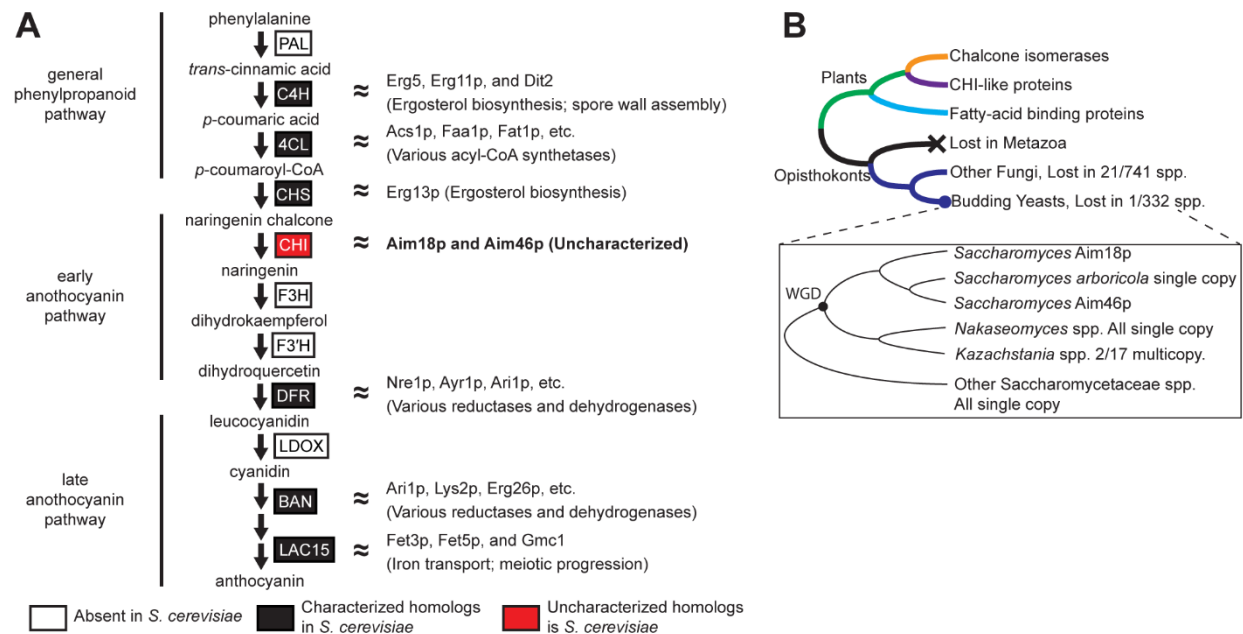 A
general
phenylpropanoid
pathway
early
anothocyanin
pathway
late
anothocyanin
pathway
phenylalanine
PAL
trans-cinnamic acid
C4H
≈ Erg5, Erg11p, and Dit2
(Ergosterol biosynthesis; spore wall assembly)
p-coumaric acid
4CL
≈ Acs1p, Faa1p, Fat1p, etc.
(Various acyl-CoA synthetases)
p-coumaroyl-CoA
CHS
≈ Erg13p (Ergosterol biosynthesis)
naringenin chalcone
CHI
≈ Aim18p and Aim46p (Uncharacterized)
naringenin
F3H
dihydrokaempferol
F3'H
dihydroquercetin
DFR
≈ Nre1p, Ayr1p, Ari1p, etc.
(Various reductases and dehydrogenases)
leucocyanidin
LDOX
cyanidin
BAN
≈ Ari1p, Lys2p, Erg26p, etc.
(Various reductases and dehydrogenases)
LAC15
≈ Fet3p, Fet5p, and Gmc1
(Iron transport; meiotic progression)
anthocyanin
Absent in S. cerevisiae
Characterized homologs
in S. cerevisiae
Uncharacterized homologs
is S. cerevisiae
B
Plants
Opisthokonts
Chalcone isomerases
CHI-like proteins
Fatty-acid binding proteins
Lost in Metazoa
Other Fungi, Lost in 21/741 spp.
Budding Yeasts, Lost in 1/332 spp.
WGD
Saccharomyces Aim18p
Saccharomyces arboricola single copy
Saccharomyces Aim46p
Nakaseomyces spp. All single copy
Kazachstania spp. 2/17 multicopy.
Other Saccharomycetaceae spp.
All single copy